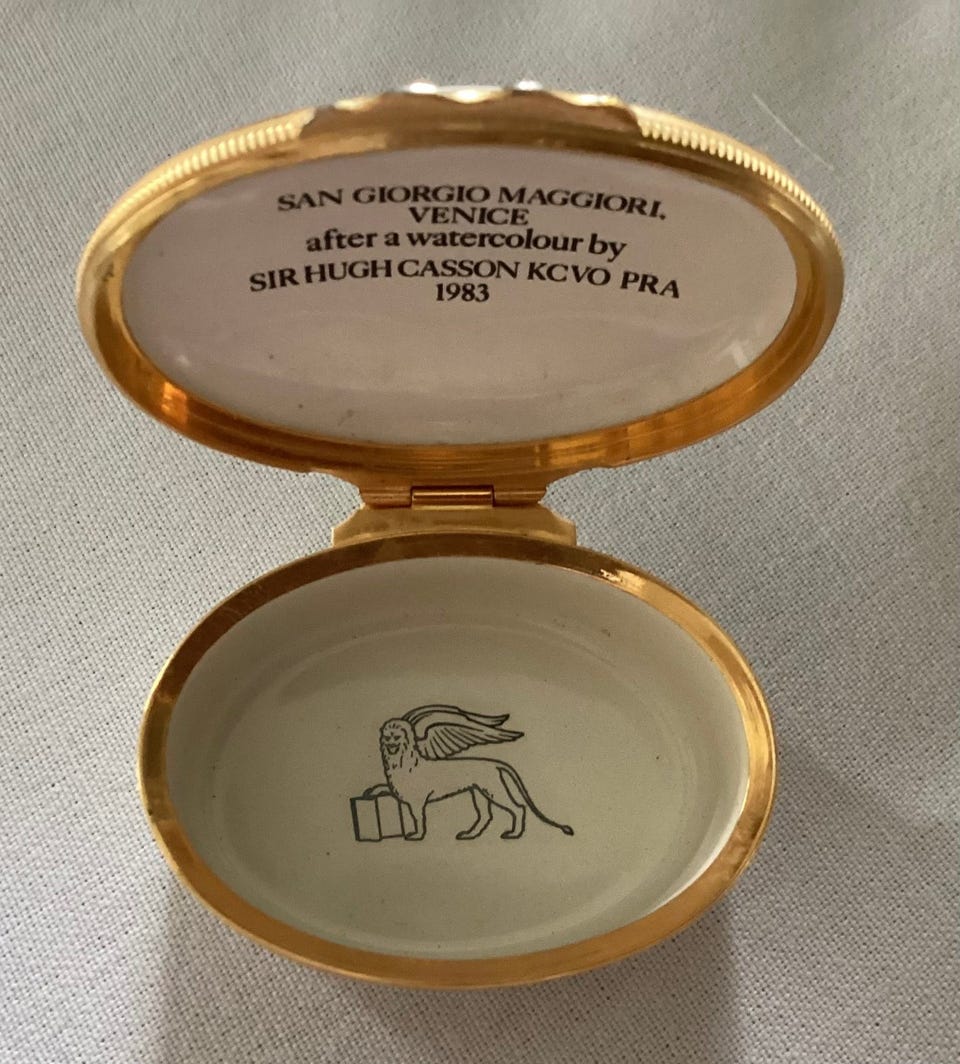 SAN GIORGIO MAGGIORI,
VENICE
after a watercolour by
SIR HUGH CASSON KCVO PRA
1983